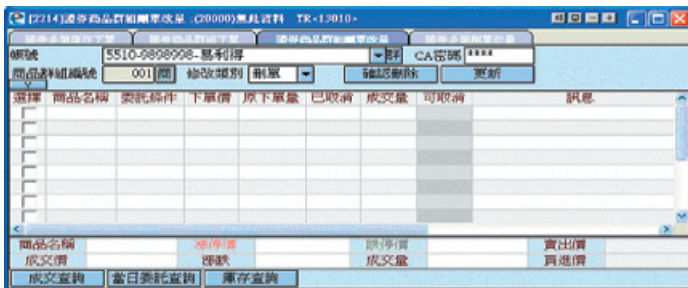 [2214]證券商品群組刪單改量 :(20000)無此資料 TR<13010>
證券商品群組刪單改量
帳號 5510-9898998-易利得 群 CA密碼 ****
商品群組編號 001 問 修改類別 刪單 確認刪除 更新
選擇 商品名稱 委託條件 下單價 原下單量 已取消 成交量 可取消 訊息
商品名稱 漲停價 跌停價 賣出價
成交價 漲跌 成交量 買進價
成交查詢 當日委託查詢 庫存查詢